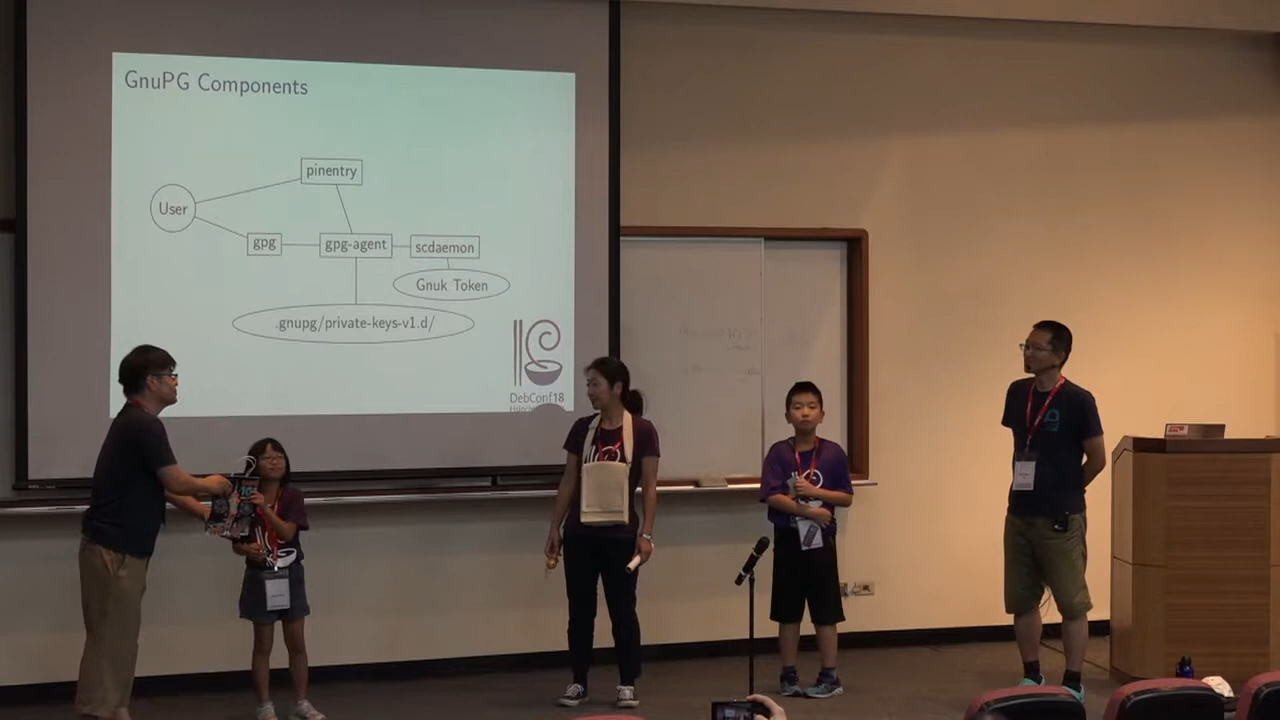 GnuPG Components
pinentry
User
gpg
gpg-agent
scdaemon
Gnuk Token
.gnupg/private-keys-v1.d/
DebConf18